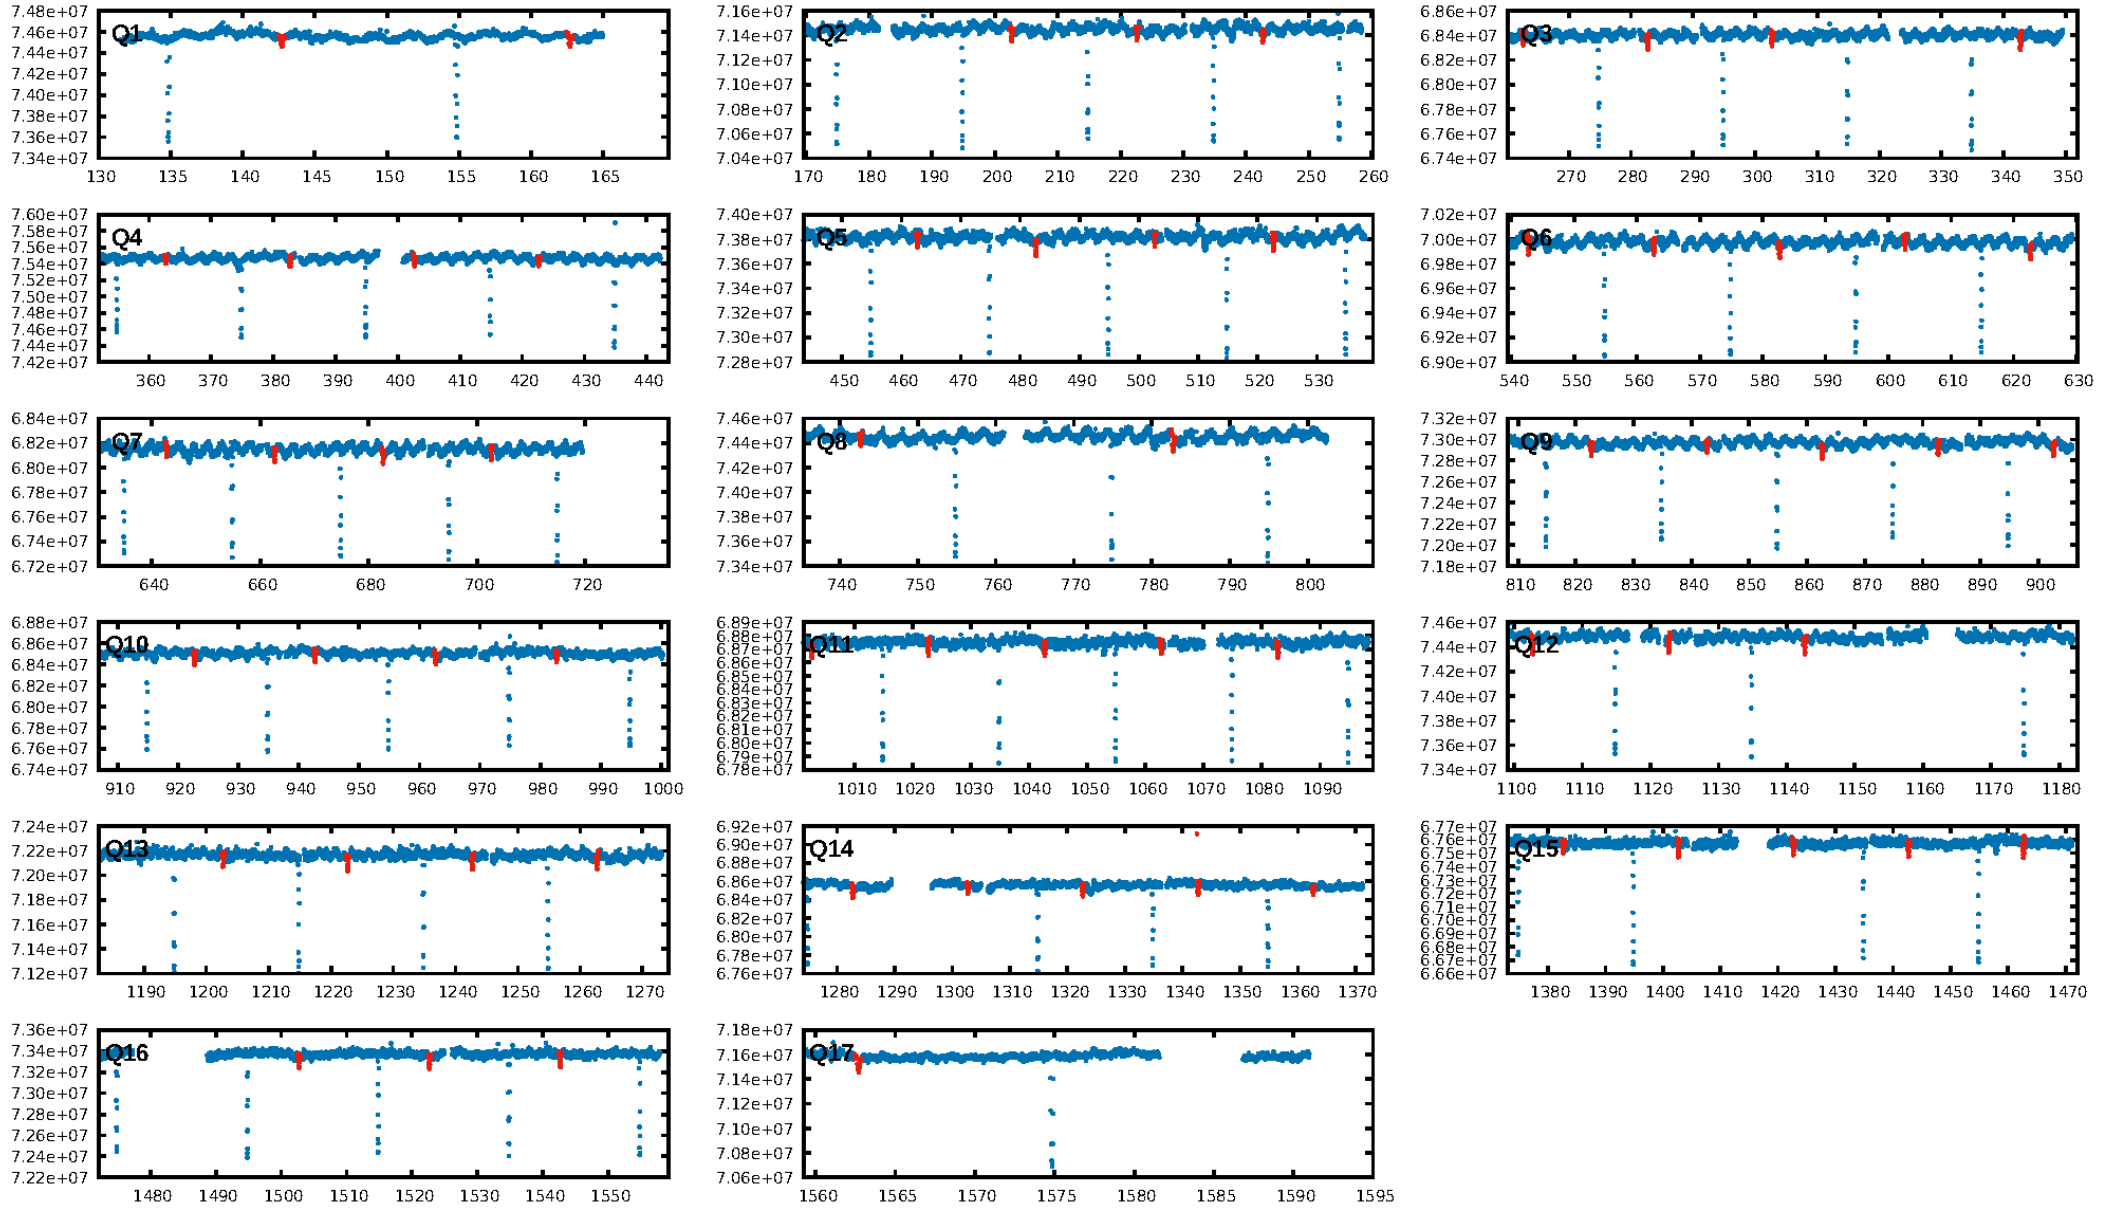 7.48e+07
7.46e+07
Q1
7.44e+07
7.42e+07
7.40e+07
7.38e+07
7.36e+07
7.34e+07
130 135 140 145 150 155 160 165
7.16e+07
7.14e+07
Q2
7.12e+07
7.10e+07
7.08e+07
7.06e+07
7.04e+07
170 180 190 200 210 220 230 240 250 260
6.86e+07
6.84e+07
Q3
6.82e+07
6.80e+07
6.78e+07
6.76e+07
6.74e+07
270 280 290 300 310 320 330 340 350
7.60e+07
7.58e+07
Q4
7.56e+07
7.54e+07
7.52e+07
7.50e+07
7.48e+07
7.46e+07
7.44e+07
7.42e+07
360 370 380 390 400 410 420 430 440
7.40e+07
7.38e+07
Q5
7.36e+07
7.34e+07
7.32e+07
7.30e+07
7.28e+07
450 460 470 480 490 500 510 520 530
7.02e+07
7.00e+07
Q6
6.98e+07
6.96e+07
6.94e+07
6.92e+07
6.90e+07
540 550 560 570 580 590 600 610 620 630
6.84e+07
6.82e+07
Q7
6.80e+07
6.78e+07
6.76e+07
6.74e+07
6.72e+07
640 660 680 700 720
7.46e+07
7.44e+07
Q8
7.42e+07
7.40e+07
7.38e+07
7.36e+07
7.34e+07
740 750 760 770 780 790 800
7.32e+07
7.30e+07
Q9
7.28e+07
7.26e+07
7.24e+07
7.22e+07
7.20e+07
7.18e+07
810 820 830 840 850 860 870 880 890 900
6.88e+07
6.86e+07
Q10
6.84e+07
6.82e+07
6.80e+07
6.78e+07
6.76e+07
6.74e+07
910 920 930 940 950 960 970 980 990 1000
6.89e+07
6.88e+07
6.87e+07
Q11
6.86e+07
6.85e+07
6.84e+07
6.83e+07
6.82e+07
6.81e+07
6.80e+07
6.79e+07
6.78e+07
1010 1020 1030 1040 1050 1060 1070 1080 1090
7.46e+07
7.44e+07
Q12
7.42e+07
7.40e+07
7.38e+07
7.36e+07
7.34e+07
1100 1110 1120 1130 1140 1150 1160 1170 1180
7.24e+07
7.22e+07
Q13
7.20e+07
7.18e+07
7.16e+07
7.14e+07
7.12e+07
1190 1200 1210 1220 1230 1240 1250 1260 1270
6.92e+07
6.90e+07
Q14
6.88e+07
6.86e+07
6.84e+07
6.82e+07
6.80e+07
6.78e+07
6.76e+07
1280 1290 1300 1310 1320 1330 1340 1350 1360 1370
6.77e+07
6.76e+07
6.75e+07
Q15
6.74e+07
6.73e+07
6.72e+07
6.71e+07
6.70e+07
6.69e+07
6.68e+07
6.67e+07
6.66e+07
1380 1390 1400 1410 1420 1430 1440 1450 1460 1470
7.36e+07
7.34e+07
Q16
7.32e+07
7.30e+07
7.28e+07
7.26e+07
7.24e+07
7.22e+07
1480 1490 1500 1510 1520 1530 1540 1550
7.18e+07
7.16e+07
Q17
7.14e+07
7.12e+07
7.10e+07
7.08e+07
7.06e+07
1560 1565 1570 1575 1580 1585 1590 1595